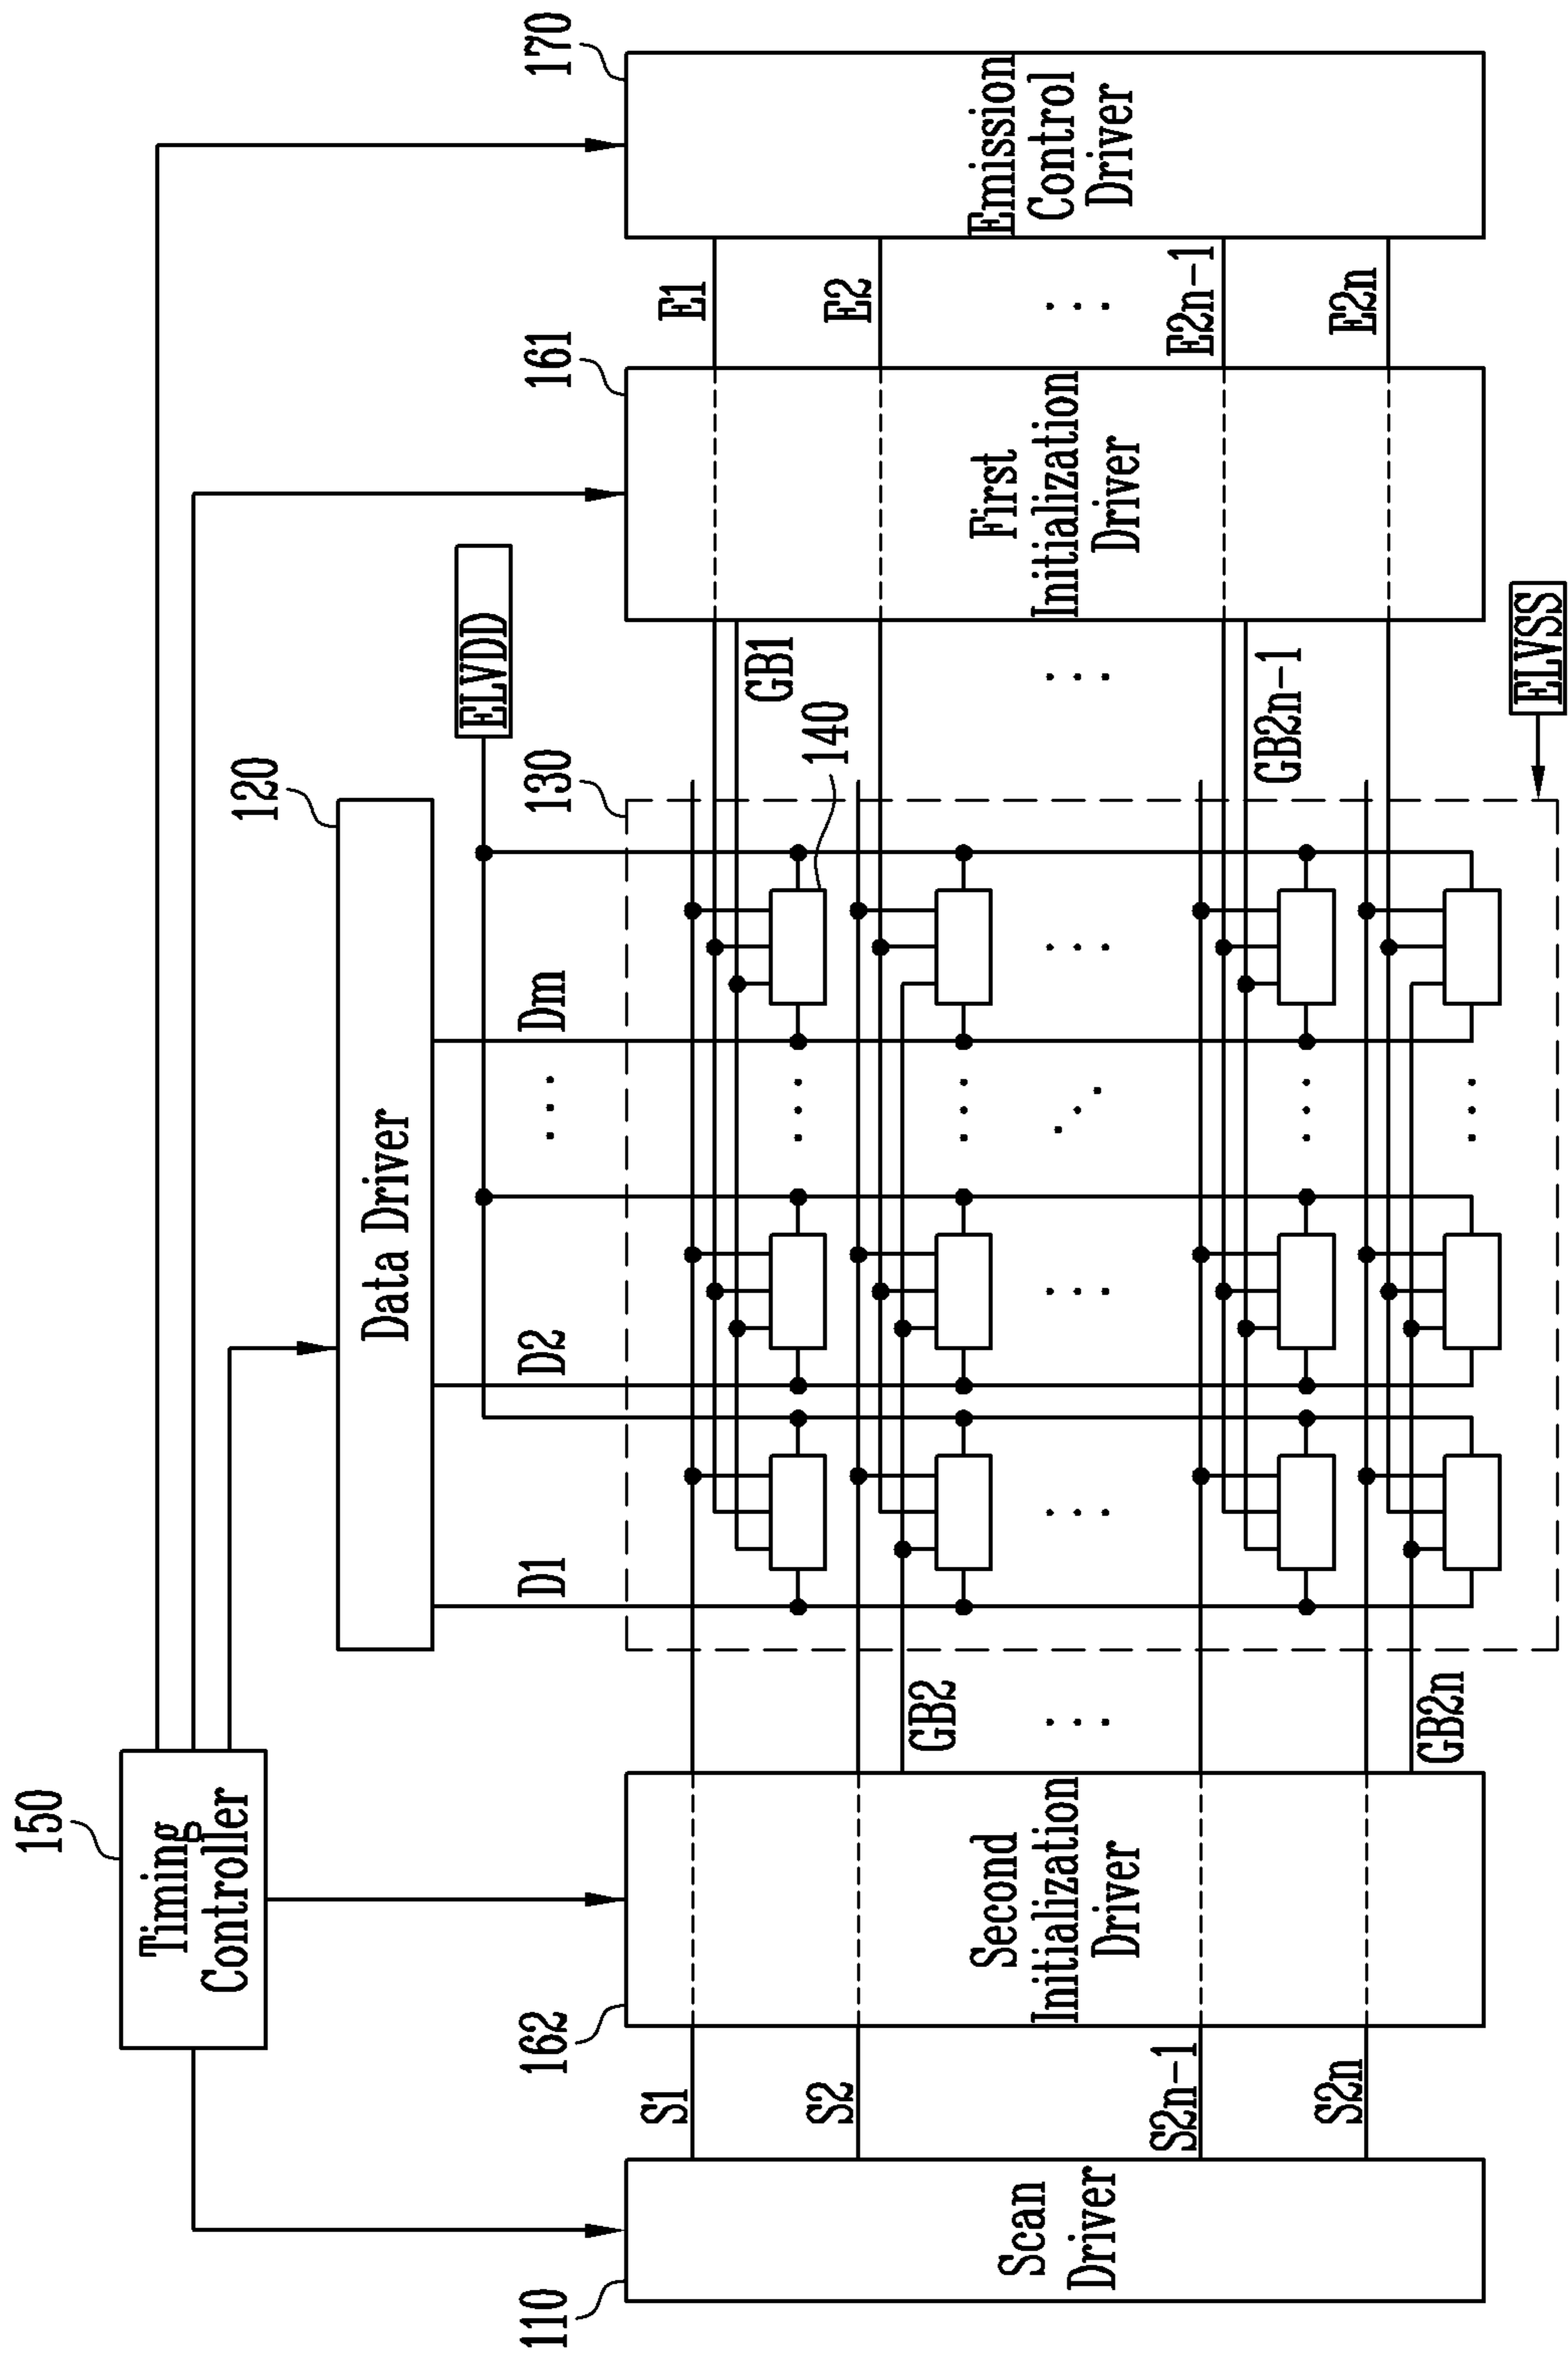 150
Timing
Controller
120
Data Driver
ELVDD
110
162
D1
D2
...
Dm
130
161
170
Scan
Driver
S1
S2
S2n-1
S2n
Second
Initialization
Driver
GB2
...
GB2n
140
GB1
...
GB2n-1
First
Initialization
Driver
E1
E2
...
E2n-1
E2n
Emission
Control
Driver
ELVSS